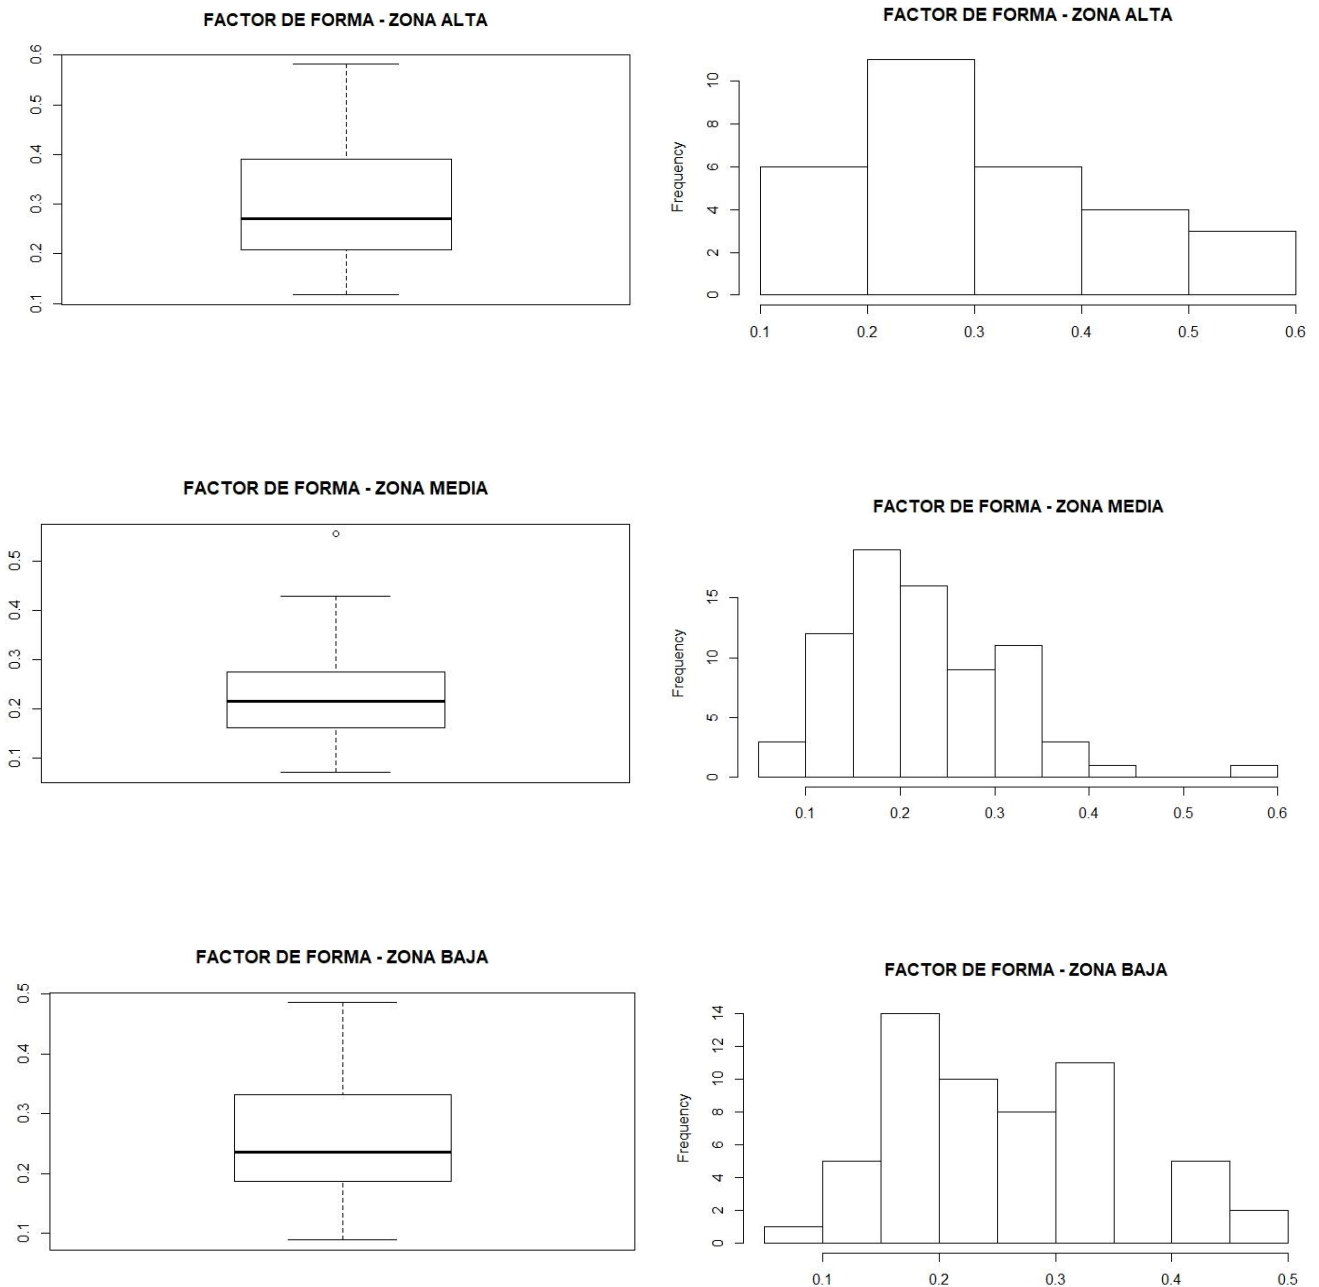 FACTOR DE FORMA - ZONA ALTA
0.6
0.5
0.4
0.3
0.2
0.1
FACTOR DE FORMA - ZONA ALTA
Frequency
10
8
6
4
2
0
0.1 0.2 0.3 0.4 0.5 0.6
FACTOR DE FORMA - ZONA MEDIA
0.5
0.4
0.3
0.2
0.1
FACTOR DE FORMA - ZONA MEDIA
Frequency
15
10
5
0
0.1 0.2 0.3 0.4 0.5 0.6
FACTOR DE FORMA - ZONA BAJA
0.5
0.4
0.3
0.2
0.1
FACTOR DE FORMA - ZONA BAJA
Frequency
14
12
10
8
6
4
2
0
0.1 0.2 0.3 0.4 0.5